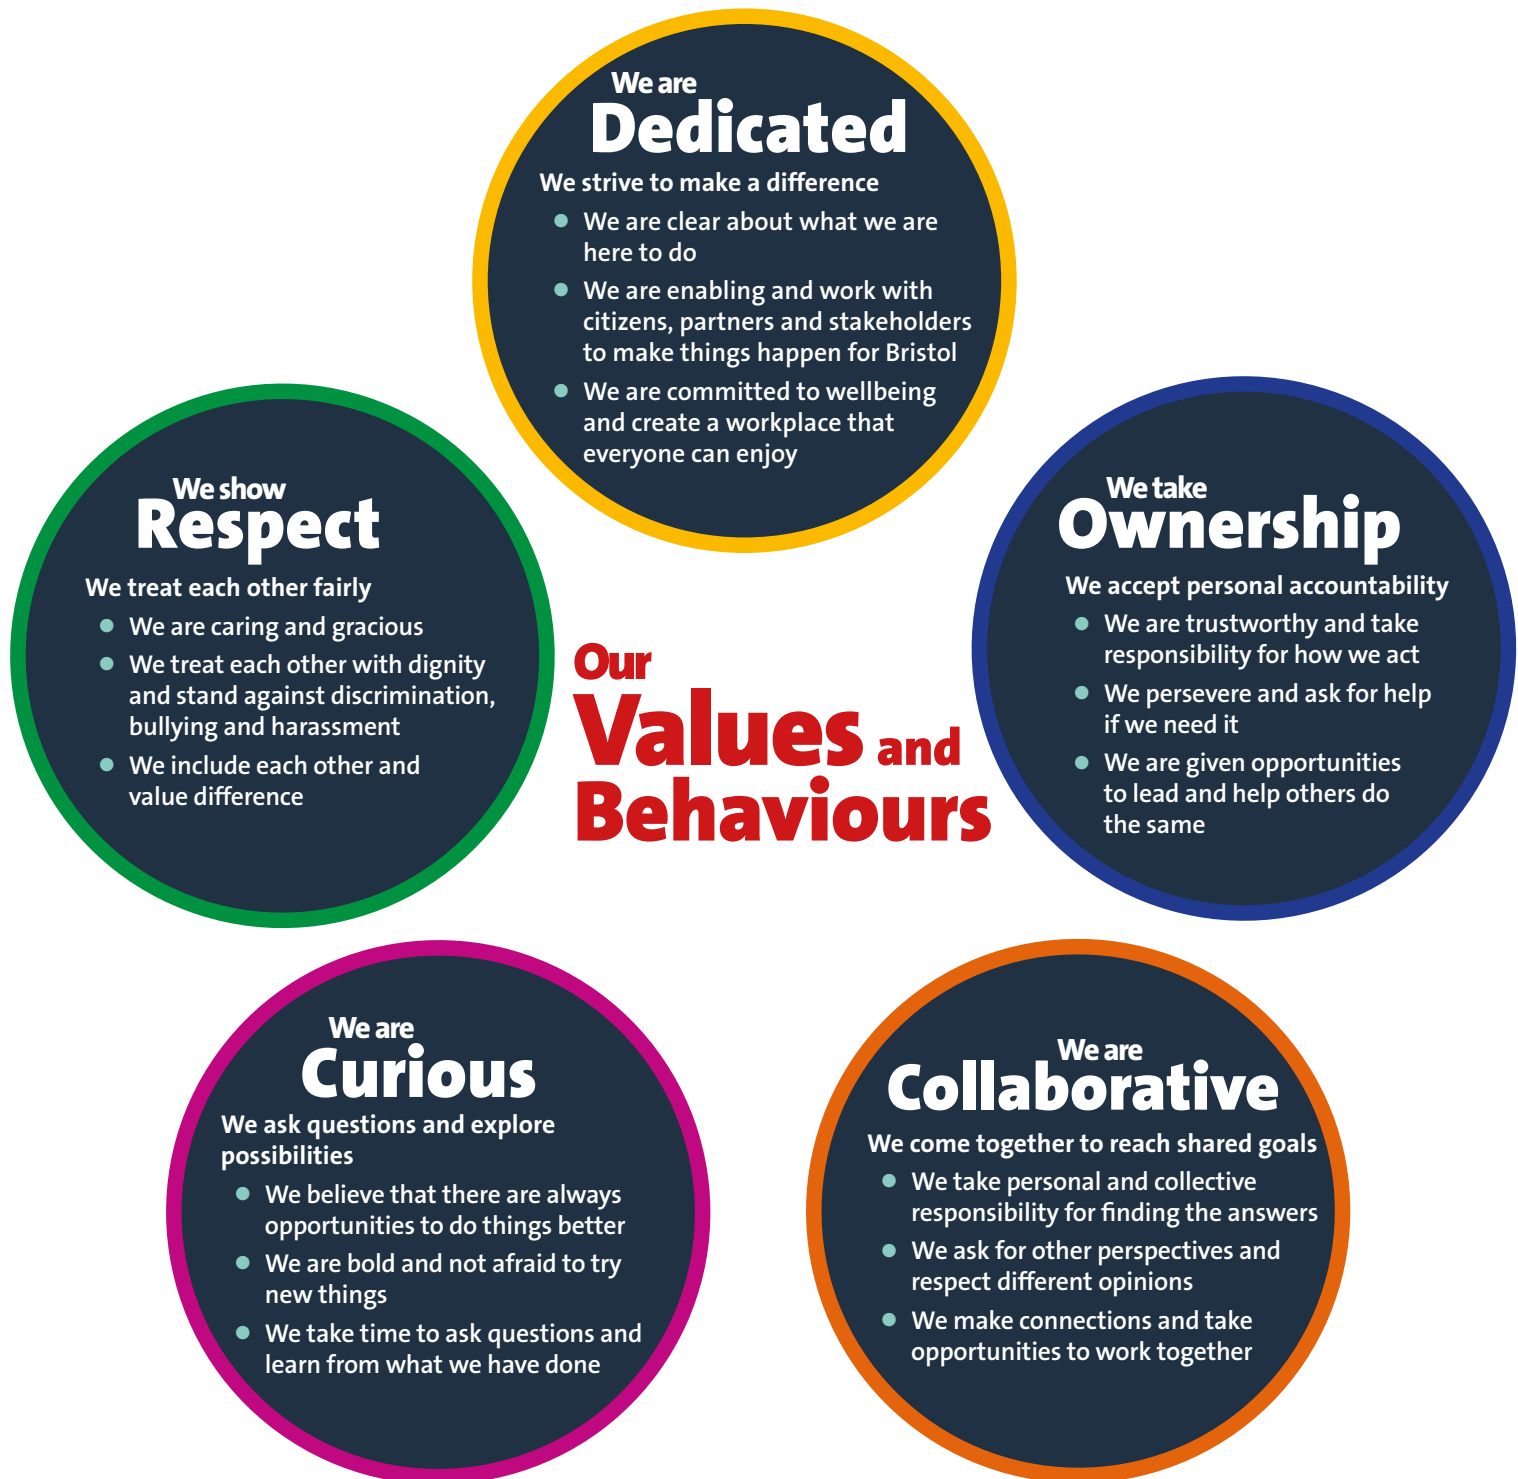 We are
Dedicated
We strive to make a difference
● We are clear about what we are
here to do
● We are enabling and work with
citizens, partners and stakeholders
to make things happen for Bristol
● We are committed to wellbeing
and create a workplace that
everyone can enjoy
We show
Respect
We treat each other fairly
● We are caring and gracious
● We treat each other with dignity
and stand against discrimination,
bullying and harassment
● We include each other and
value difference
Our
Values and
Behaviours
We take
Ownership
We accept personal accountability
● We are trustworthy and take
responsibility for how we act
● We persevere and ask for help
if we need it
● We are given opportunities
to lead and help others do
the same
We are
Curious
We ask questions and explore
possibilities
● We believe that there are always
opportunities to do things better
● We are bold and not afraid to try
new things
● We take time to ask questions and
learn from what we have done
We are
Collaborative
We come together to reach shared goals
● We take personal and collective
responsibility for finding the answers
● We ask for other perspectives and
respect different opinions
● We make connections and take
opportunities to work together